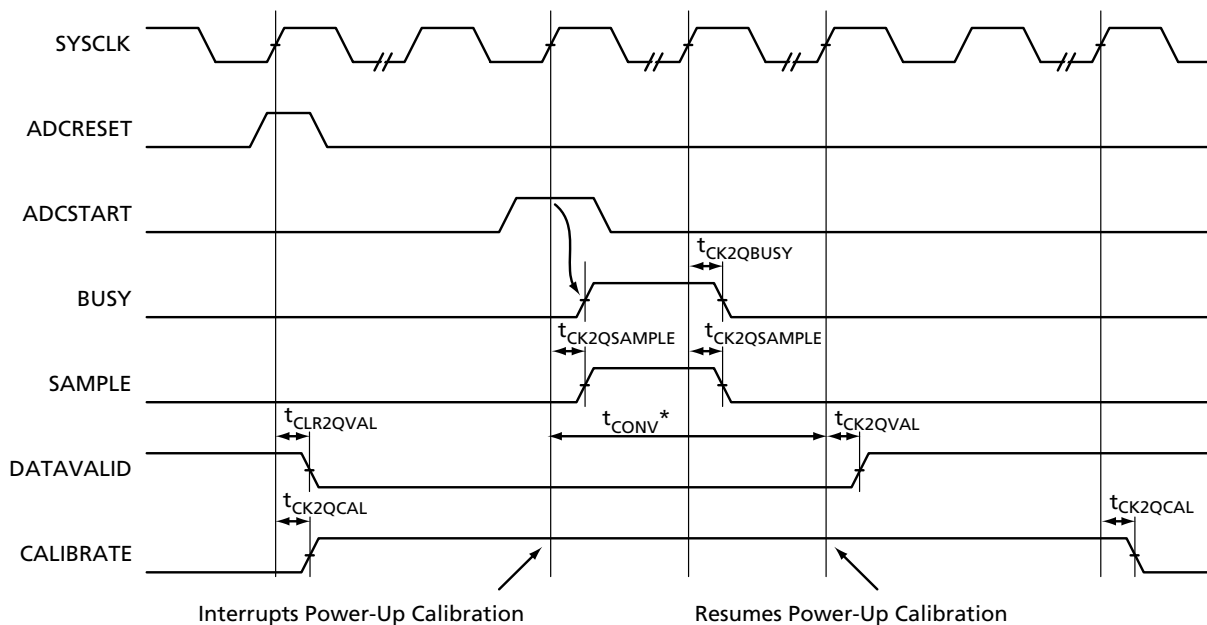 SYSCLK
ADCRESET
ADCSTART
tCK2QBUSY
BUSY
tCK2QSAMPLE
tCK2QSAMPLE
SAMPLE
tCLR2QVAL
tCONV*
tCK2QVAL
DATAVALID
tCK2QCAL
tCK2QCAL
CALIBRATE
Interrupts Power-Up Calibration
Resumes Power-Up Calibration